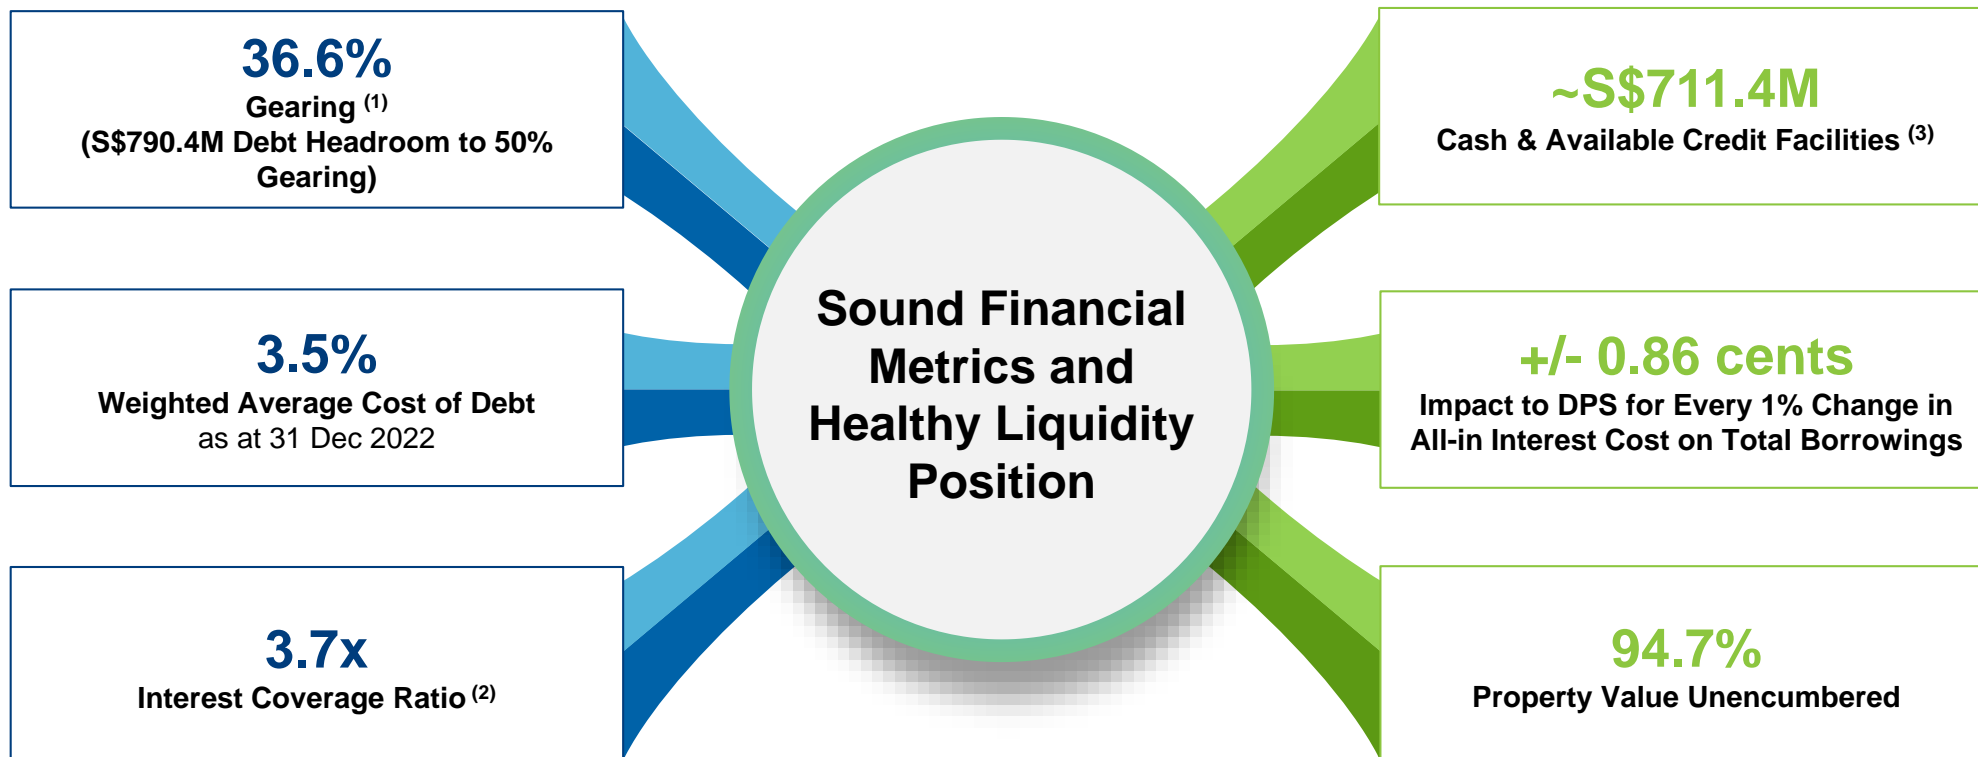 36.6%
Gearing (1)
(S$790.4M Debt Headroom to 50%
Gearing)
3.5%
Weighted Average Cost of Debt
as at 31 Dec 2022
3.7x
Interest Coverage Ratio (2)
Sound Financial
Metrics and
Healthy Liquidity
Position
~S$711.4M
Cash & Available Credit Facilities (3)
+/- 0.86 cents
Impact to DPS for Every 1% Change in
All-in Interest Cost on Total Borrowings
94.7%
Property Value Unencumbered